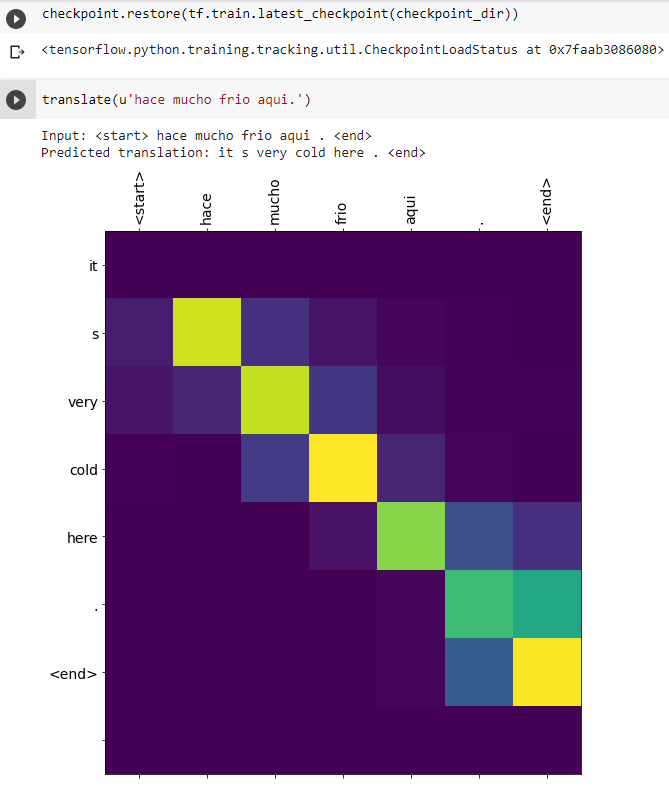 checkpoint.restore(tf.train.latest_checkpoint(checkpoint_dir))
<tensorflow.python.training.tracking.util.CheckpointLoadStatus at 0x7faab3086080>
translate(u'hace mucho frio aqui.')
Input: <start> hace mucho frio aqui . <end>
Predicted translation: it s very cold here . <end>
<start> hace mucho frio aqui . <end>
it
s
very
cold
here
.
<end>